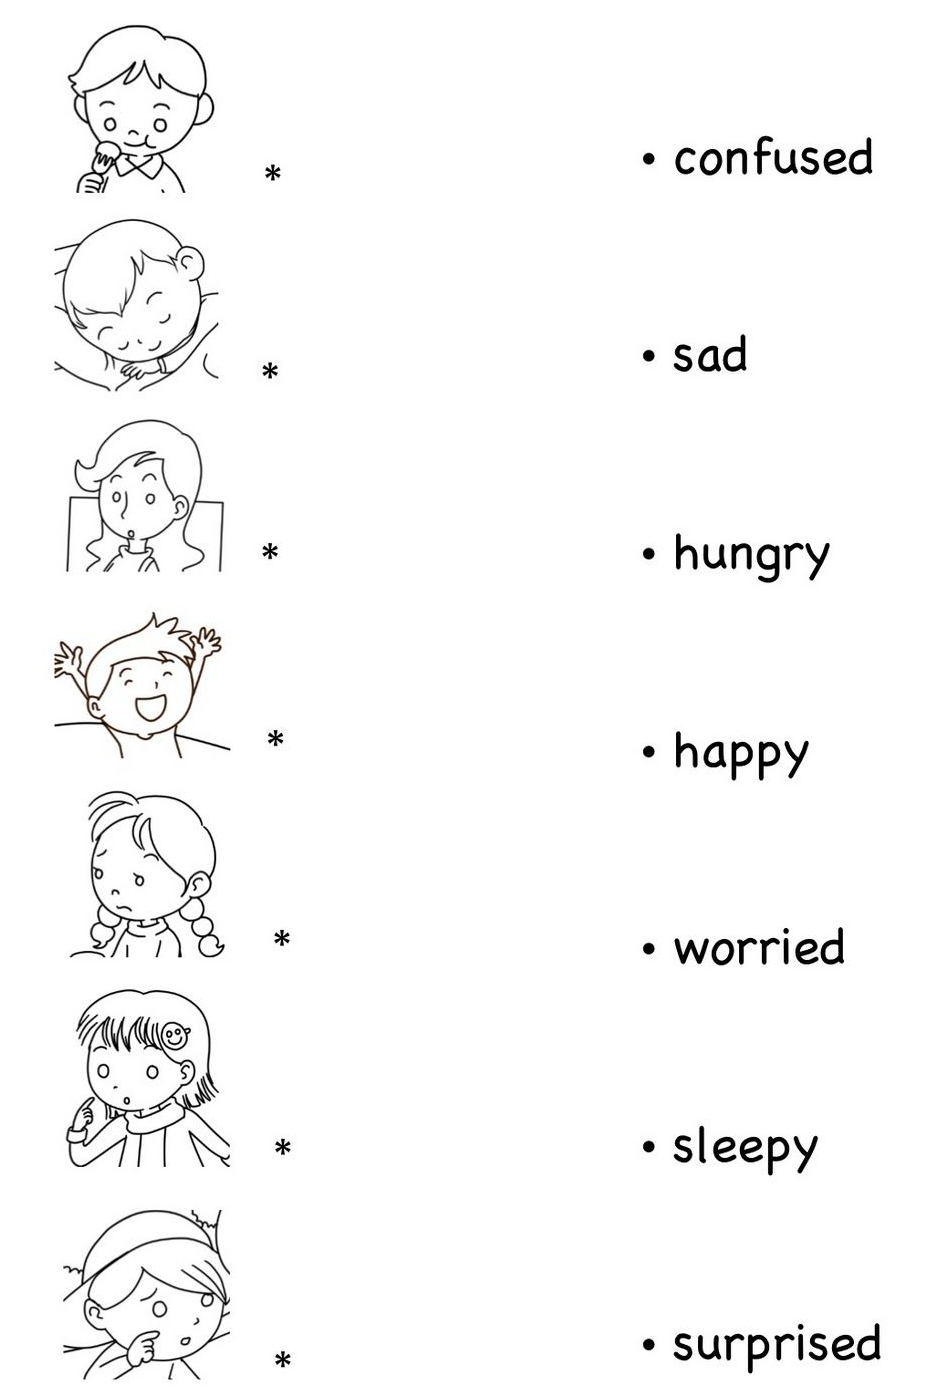 *
• confused
*
• sad
*
• hungry
*
• happy
*
• worried
*
• sleepy
*
• surprised